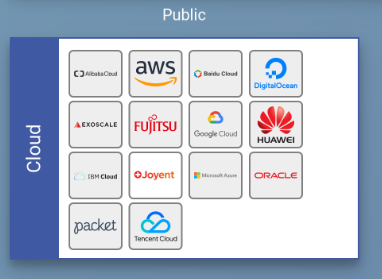 Public
Cloud
Alibaba Cloud
aws
Baidu Cloud
DigitalOcean
EXOSCALE
FUJITSU
Google Cloud
HUAWEI
IBM Cloud
Joyent
Microsoft Azure
ORACLE
packet
Tencent Cloud